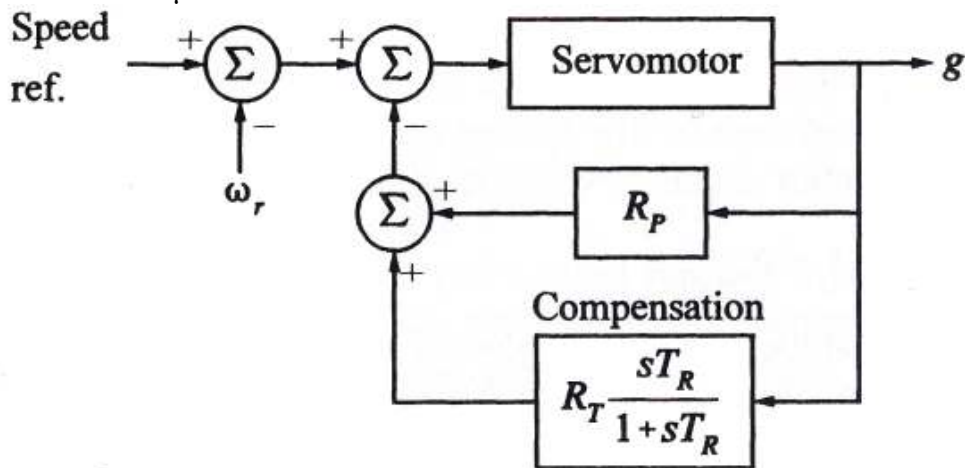 Speed
ref.
+
Σ
+
Σ
Servomotor
g
−
−
ω_r
Σ
+
R_P
+
Compensation
R_T sT_R / 1 + sT_R